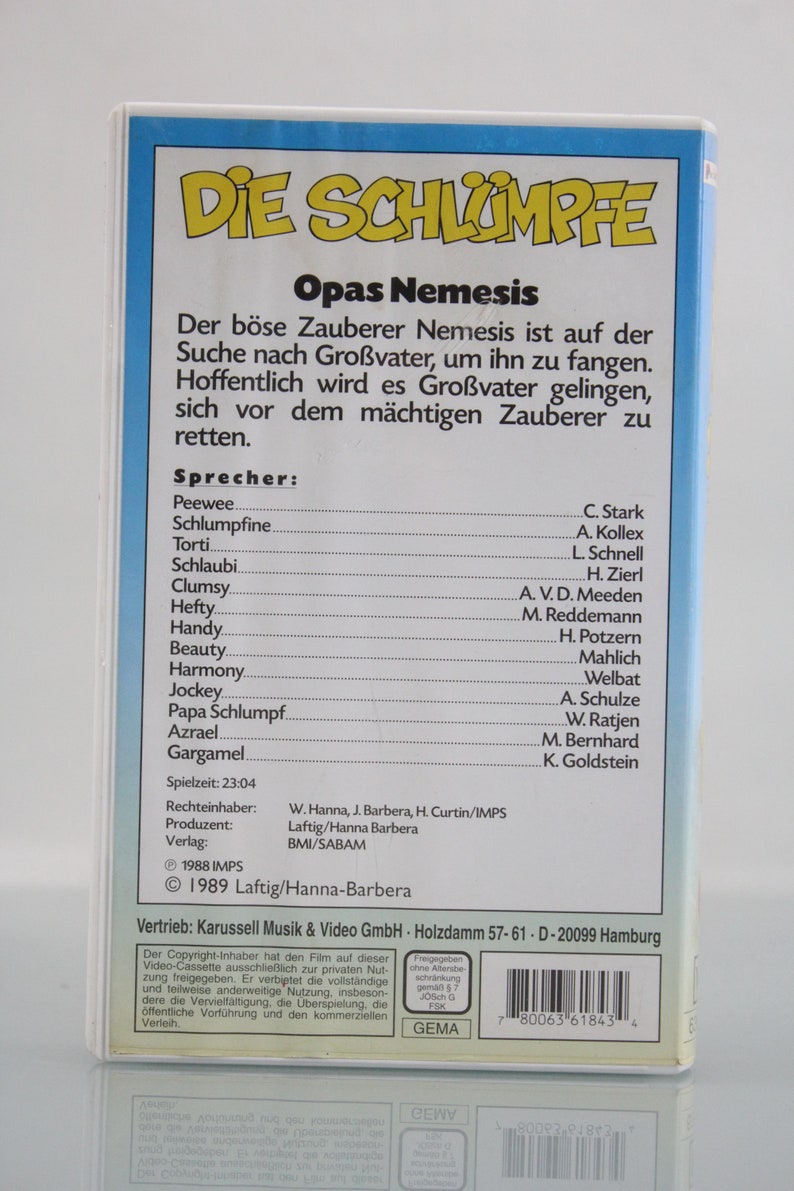 DIE SCHLÜMPFE
Opas Nemesis
Der böse Zauberer Nemesis ist auf der
Suche nach Großvater, um ihn zu fangen.
Hoffentlich wird es Großvater gelingen,
sich vor dem mächtigen Zauberer zu
retten.
Sprecher:
Peewee C. Stark
Schlumpfine A. Kollex
Torti L. Schnell
Schlaubi H. Zierl
Clumsy A. V. D. Meeden
Hefty M. Reddemann
Handy H. Potzern
Beauty Mahlich
Harmony Welbat
Jockey A. Schulze
Papa Schlumpf W. Ratjen
Azrael M. Bernhard
Gargamel K. Goldstein
Spielzeit: 23:04
Rechteinhaber: W. Hanna, J. Barbera, H. Curtin/IMPS
Produzent: Laftig/Hanna Barbera
Verlag: BMI/SABAM
℗ 1988 IMPS
© 1989 Laftig/Hanna-Barbera
Vertrieb: Karussell Musik & Video GmbH · Holzdamm 57-61 · D-20099 Hamburg
Der Copyright-Inhaber hat den Film auf dieser
Video-Cassette ausschließlich zur privaten Nut-
zung freigegeben. Er verbietet die vollständige
und teilweise anderweitige Nutzung, insbeson-
dere die Vervielfältigung, die Überspielung, die
öffentliche Vorführung und den kommerziellen
Verleih.
Freigegeben
ohne Altersbe-
schränkung
gemäß § 7
JÖSch G
FSK
GEMA
7 80063 61843 4